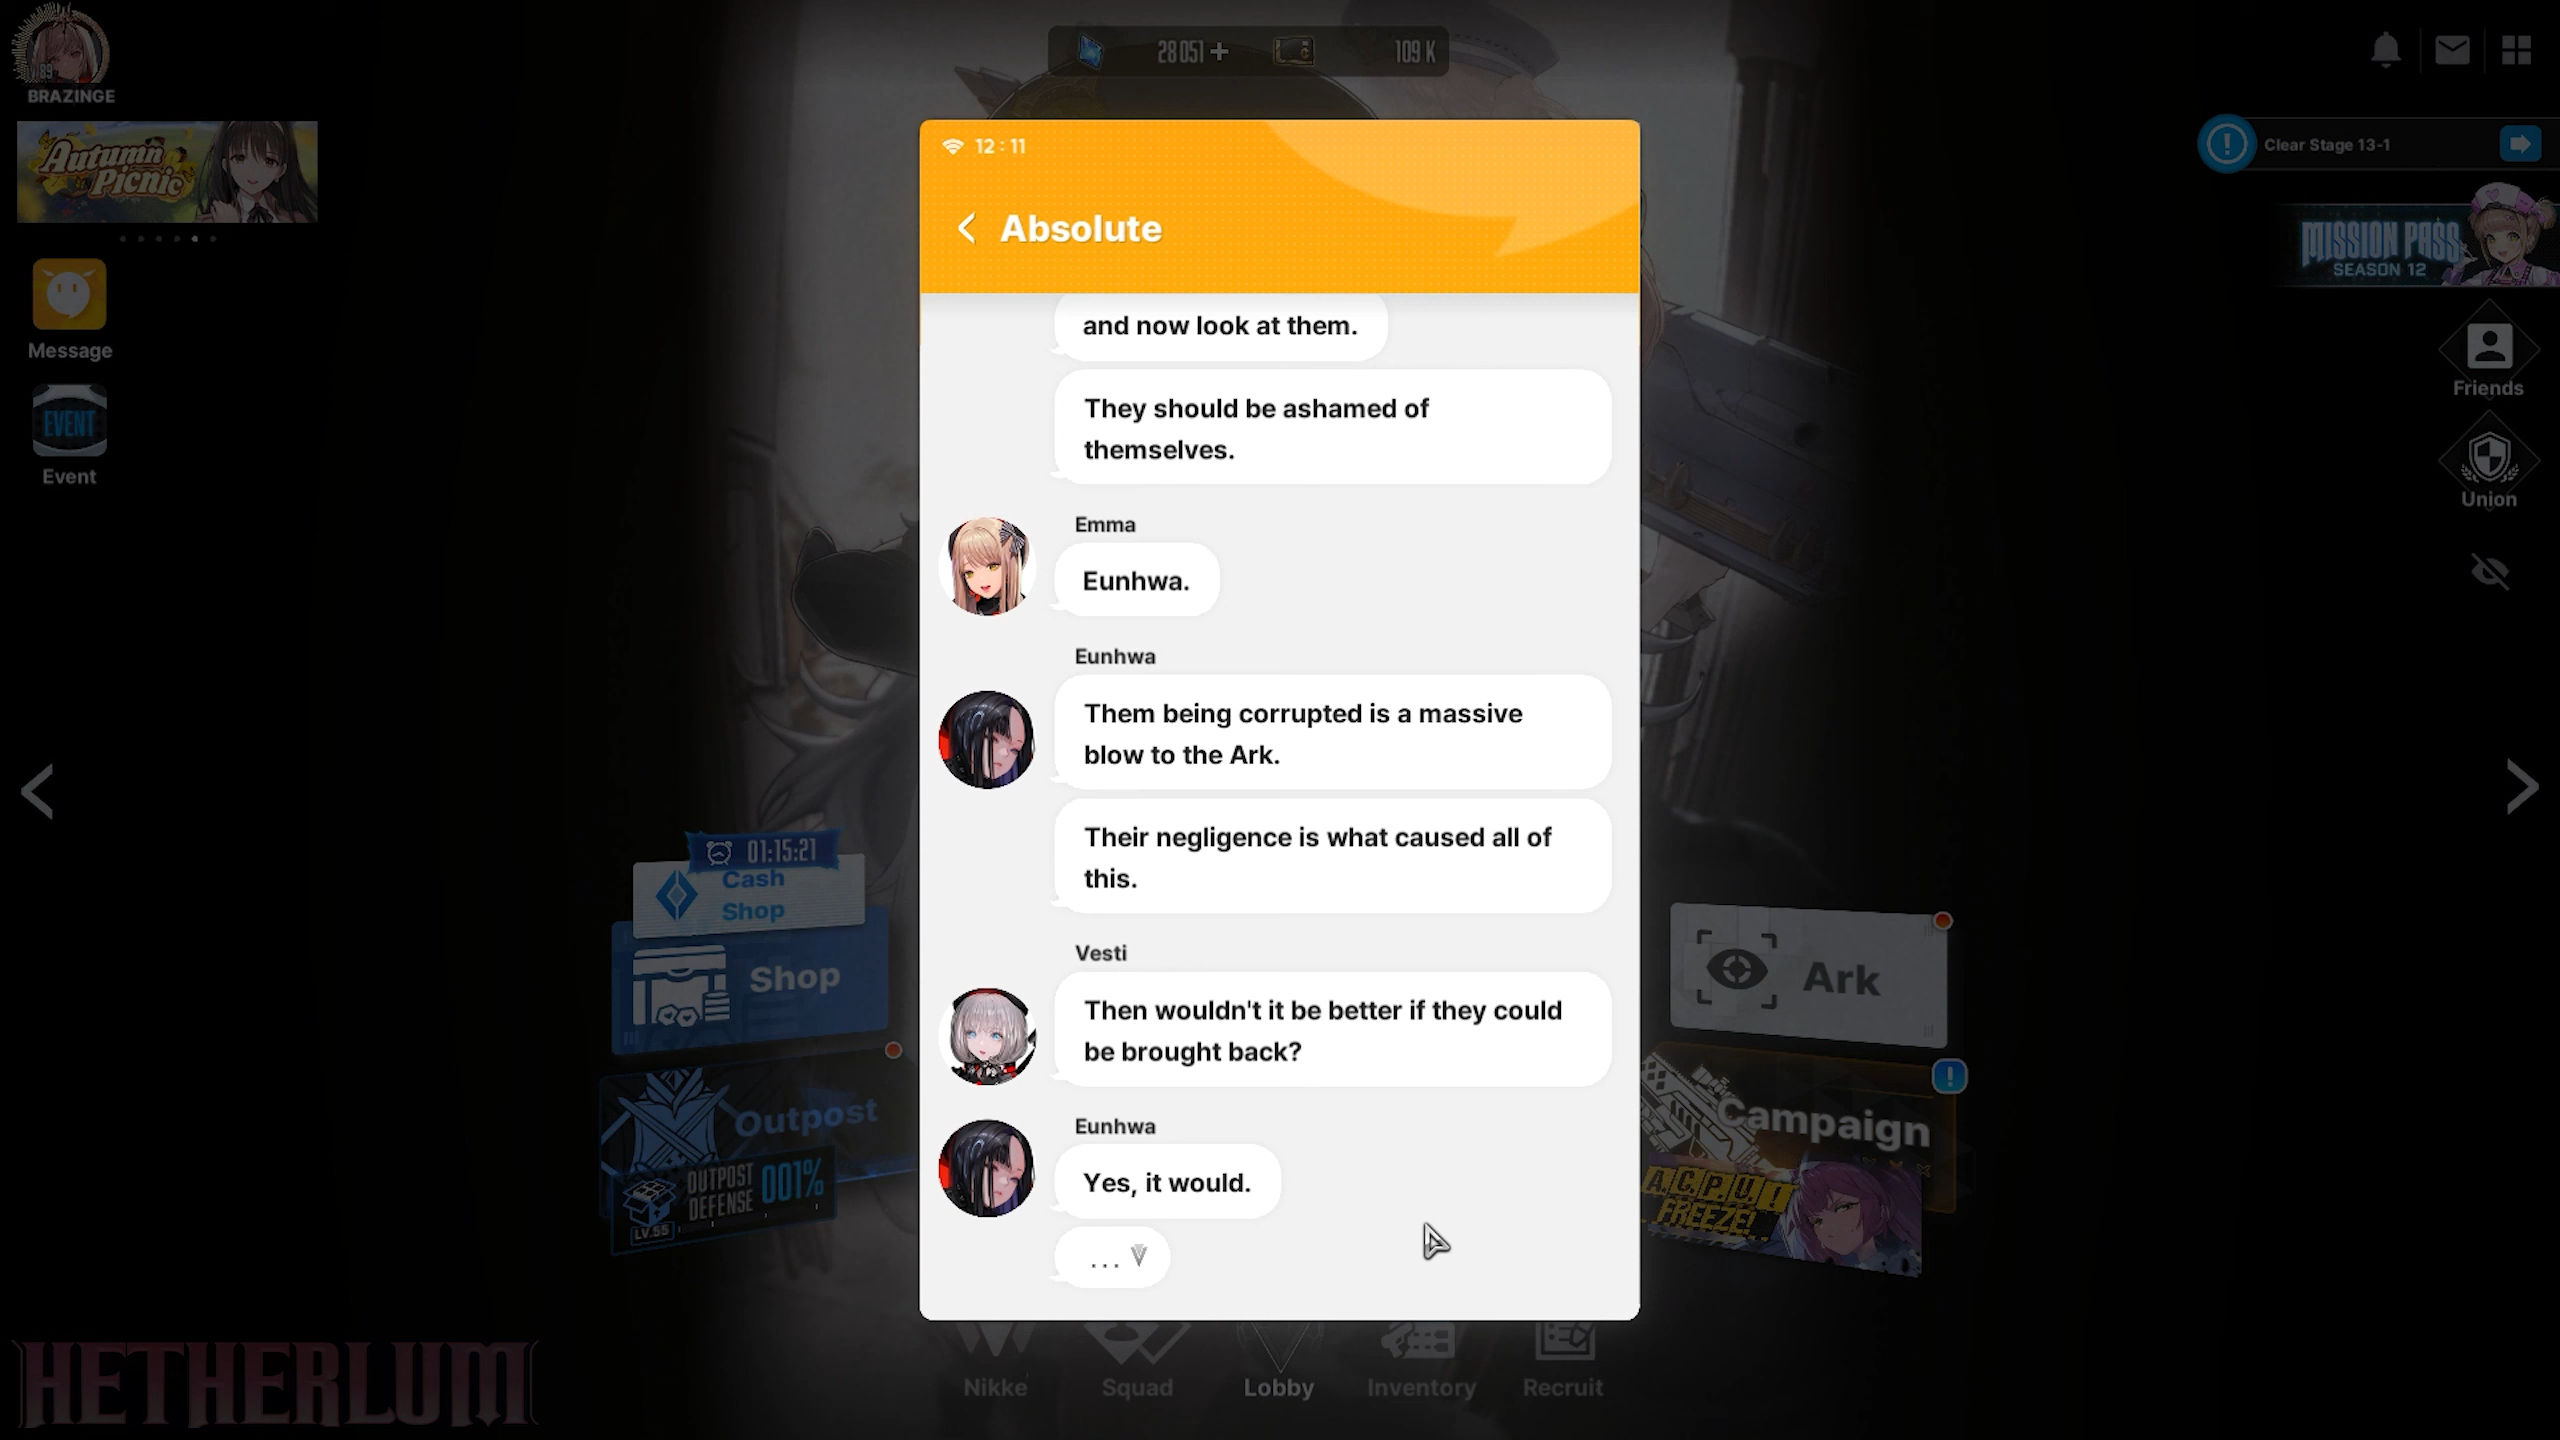 28051
109 K
89
BRAZINGE
Autumn
Picnic
Message
EVENT
Event
Clear Stage 13-1
MISSION PASS
SEASON 12
Friends
Union
12:11
Absolute
and now look at them.
They should be ashamed of
themselves.
Emma
Eunhwa.
Eunhwa
Them being corrupted is a massive
blow to the Ark.
Their negligence is what caused all of
this.
Vesti
Then wouldn't it be better if they could
be brought back?
Eunhwa
Yes, it would.
...
01:15:21
Cash
Shop
Shop
Outpost
OUTPOST
DEFENSE
001%
LV.55
Ark
Campaign
A.C.P.U.!
FREEZE!
HETHERLUM
Nikke
Squad
Lobby
Inventory
Recruit